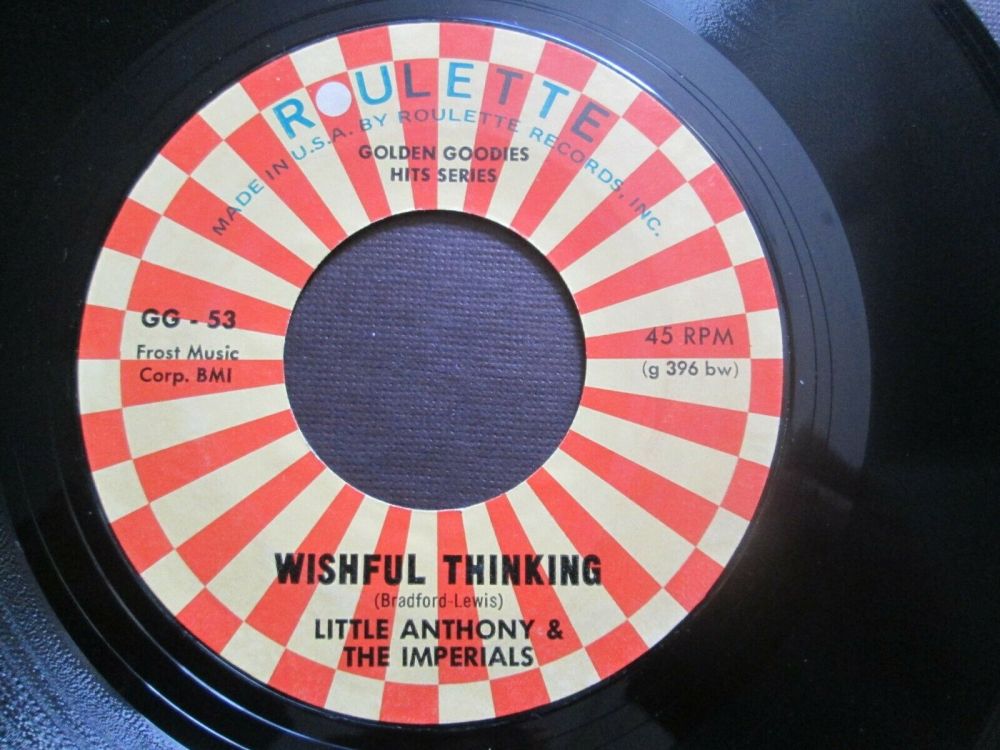 ROULETTE
MADE IN U.S.A. BY ROULETTE RECORDS, INC.
GOLDEN GOODIES
HITS SERIES
GG - 53
Frost Music
Corp. BMI
45 RPM
(g 396 bw)
WISHFUL THINKING
(Bradford-Lewis)
LITTLE ANTHONY &
THE IMPERIALS